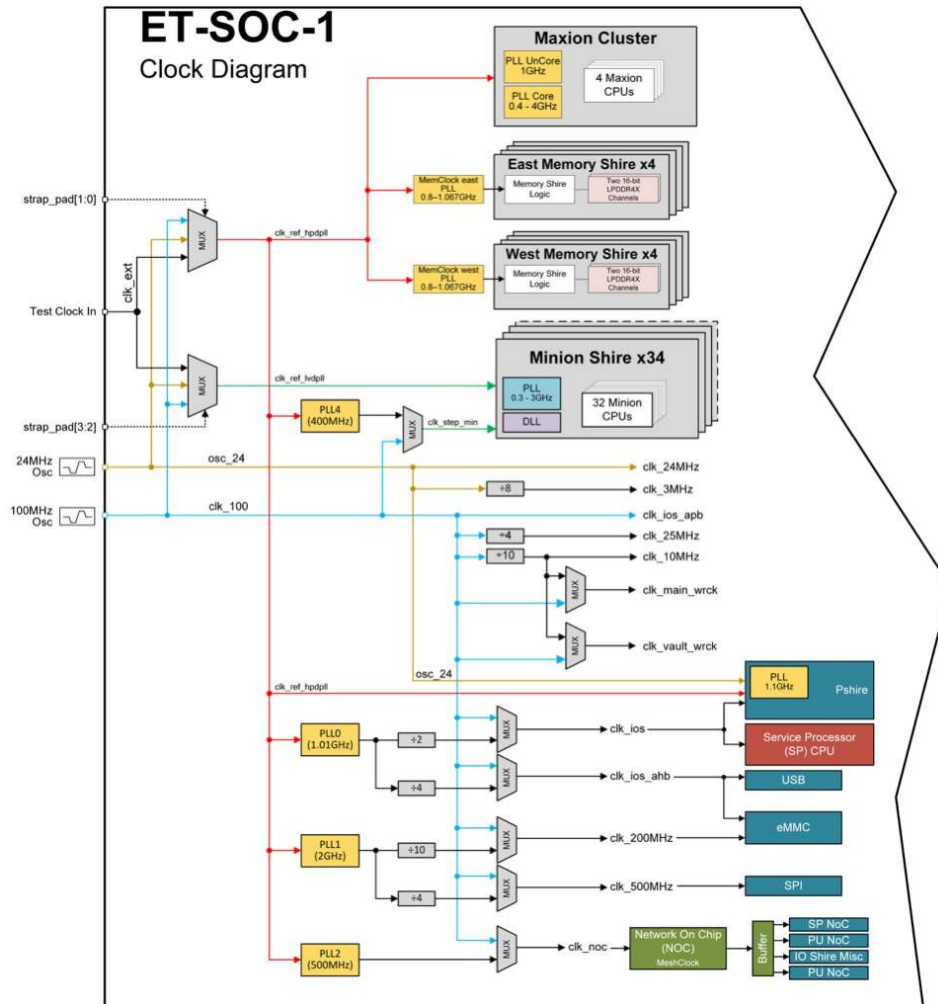 ET-SOC-1
Clock Diagram
Maxion Cluster
PLL UnCore
1GHz
PLL Core
0.4 - 4GHz
4 Maxion
CPUs
East Memory Shire x4
MemClock east
PLL
0.8–1.067GHz
Memory Shire
Logic
Two 16-bit
LPDDR4X
Channels
strap_pad[1:0]
MUX
clk_ref_hpdpll
West Memory Shire x4
MemClock west
PLL
0.8–1.067GHz
Memory Shire
Logic
Two 16-bit
LPDDR4X
Channels
clk_ext
Test Clock In
Minion Shire x34
MUX
clk_ref_lvdpll
PLL
0.3 - 3GHz
DLL
32 Minion
CPUs
PLL4
(400MHz)
MUX
clk_step_min
strap_pad[3:2]
24MHz
Osc
osc_24
clk_24MHz
÷8
clk_3MHz
100MHz
Osc
clk_100
clk_ios_apb
÷4
clk_25MHz
÷10
clk_10MHz
MUX
clk_main_wrck
MUX
clk_vault_wrck
osc_24
clk_ref_hpdpll
PLL
1.1GHz
Pshire
PLL0
(1.01GHz)
÷2
MUX
clk_ios
Service Processor
(SP) CPU
÷4
MUX
clk_ios_ahb
USB
PLL1
(2GHz)
÷10
MUX
clk_200MHz
eMMC
÷4
MUX
clk_500MHz
SPI
PLL2
(500MHz)
MUX
clk_noc
Network On Chip
(NOC)
MeshClock
Buffer
SP NoC
PU NoC
IO Shire Misc
PU NoC